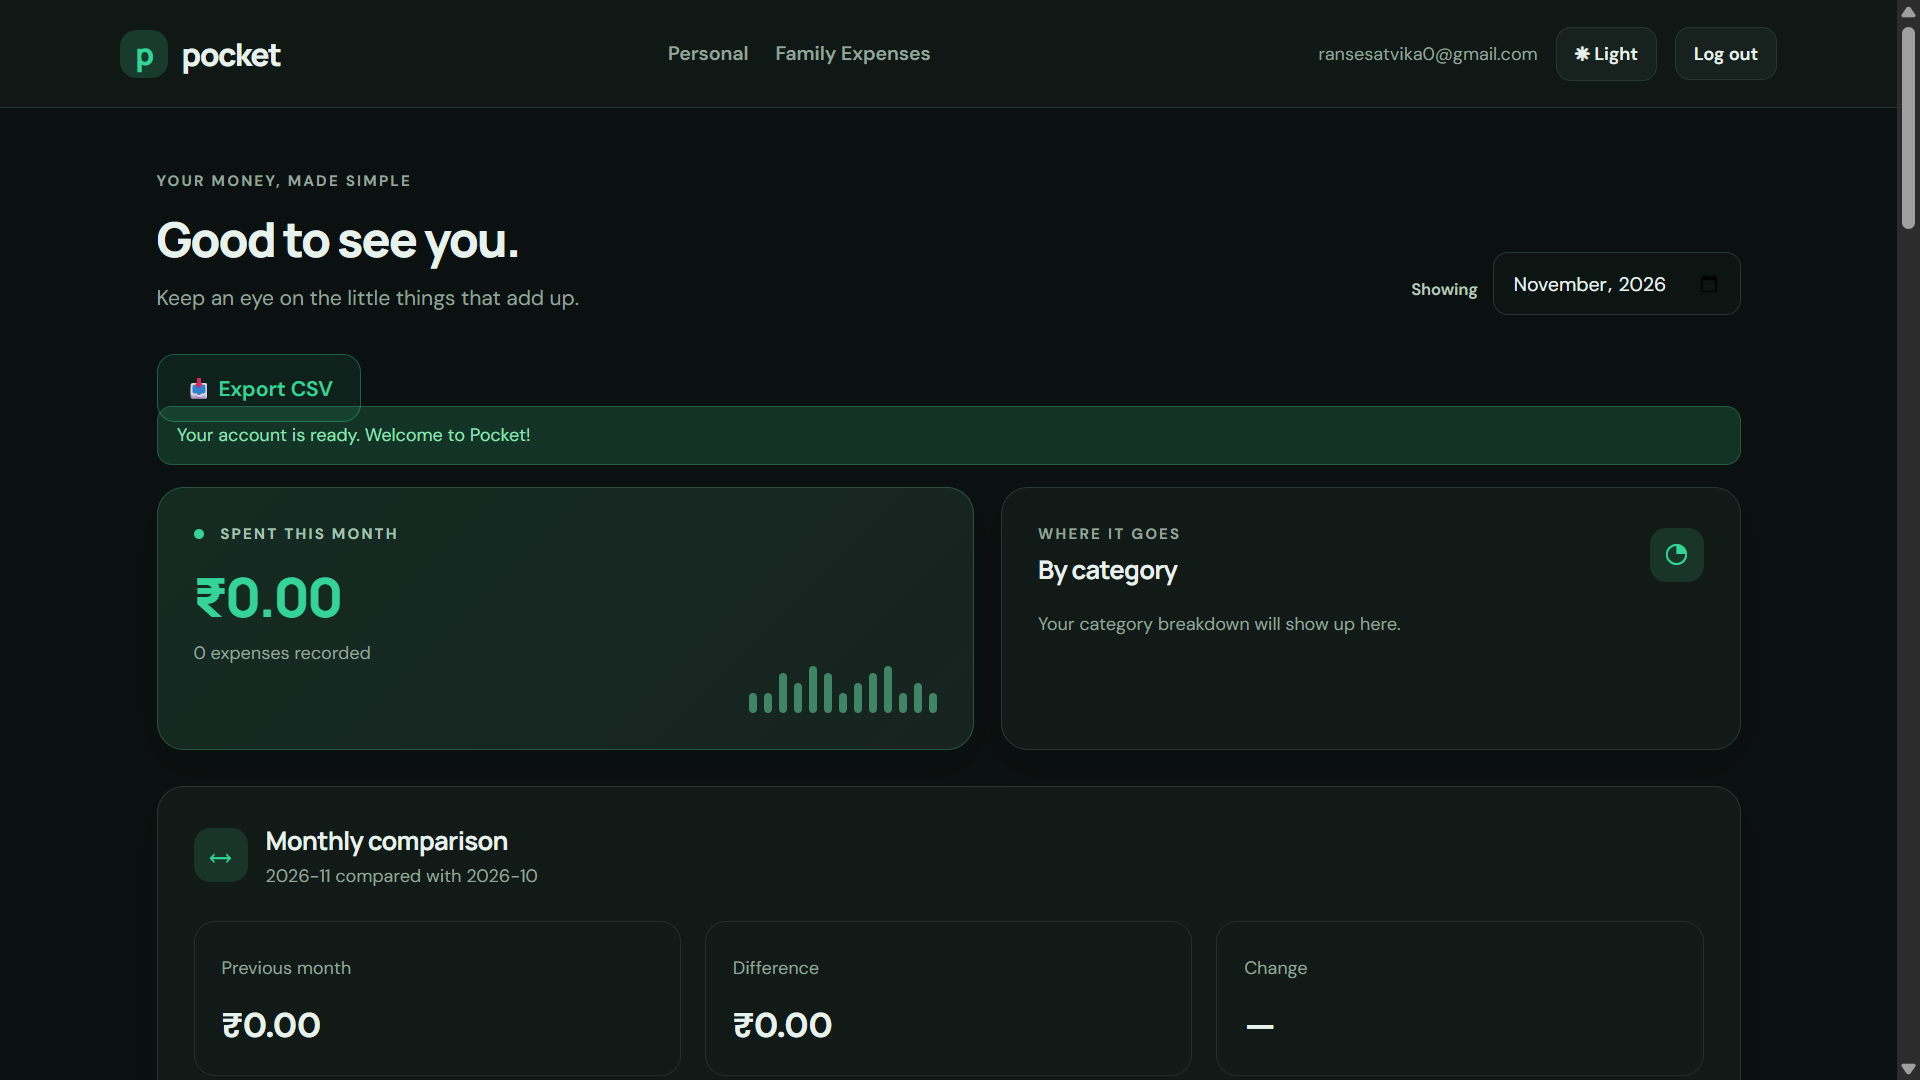 p pocket
Personal
Family Expenses
ransesatvika0@gmail.com
Light
Log out
YOUR MONEY, MADE SIMPLE
Good to see you.
Keep an eye on the little things that add up.
Showing
November, 2026
Export CSV
Your account is ready. Welcome to Pocket!
SPENT THIS MONTH
₹0.00
0 expenses recorded
WHERE IT GOES
By category
Your category breakdown will show up here.
Monthly comparison
2026-11 compared with 2026-10
Previous month
₹0.00
Difference
₹0.00
Change
—